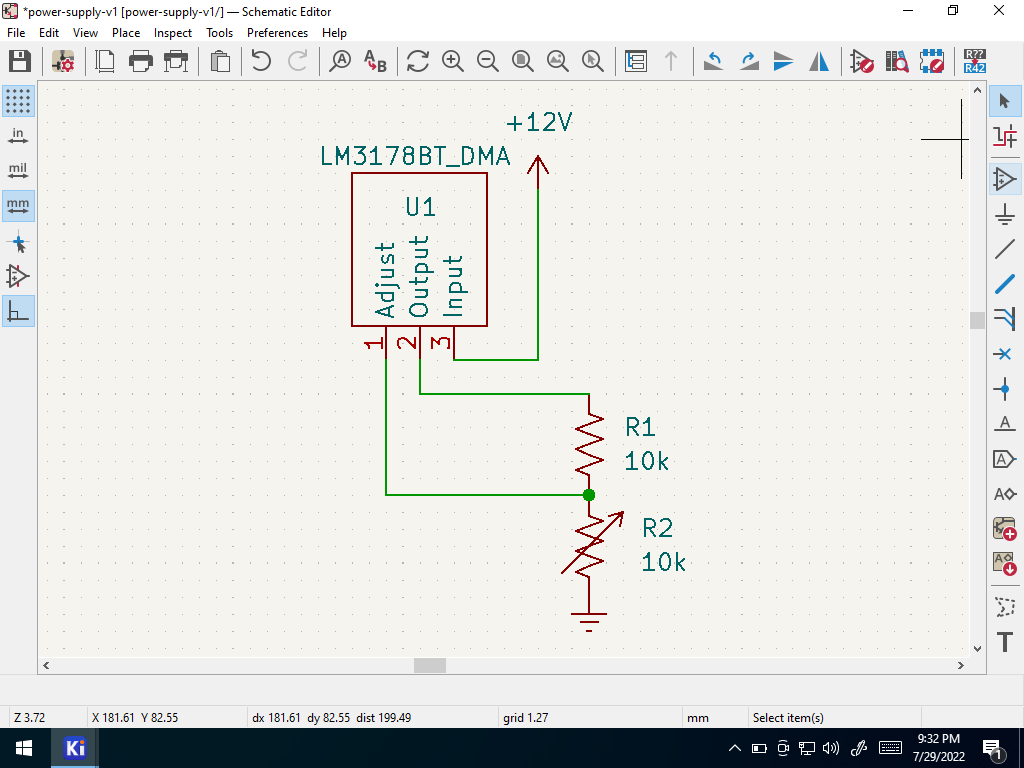 *power-supply-v1 [power-supply-v1/] — Schematic Editor
File Edit View Place Inspect Tools Preferences Help
A
A B
R??
R42
in
mil
mm
+12V
LM3178BT_DMA
U1
Adjust
Output
Input
1
2
3
R1
10k
R2
10k
A
A
A
A
T
Z 3.72
X 181.61 Y 82.55
dx 181.61 dy 82.55 dist 199.49
grid 1.27
mm
Select item(s)
Ki
9:32 PM
7/29/2022
1